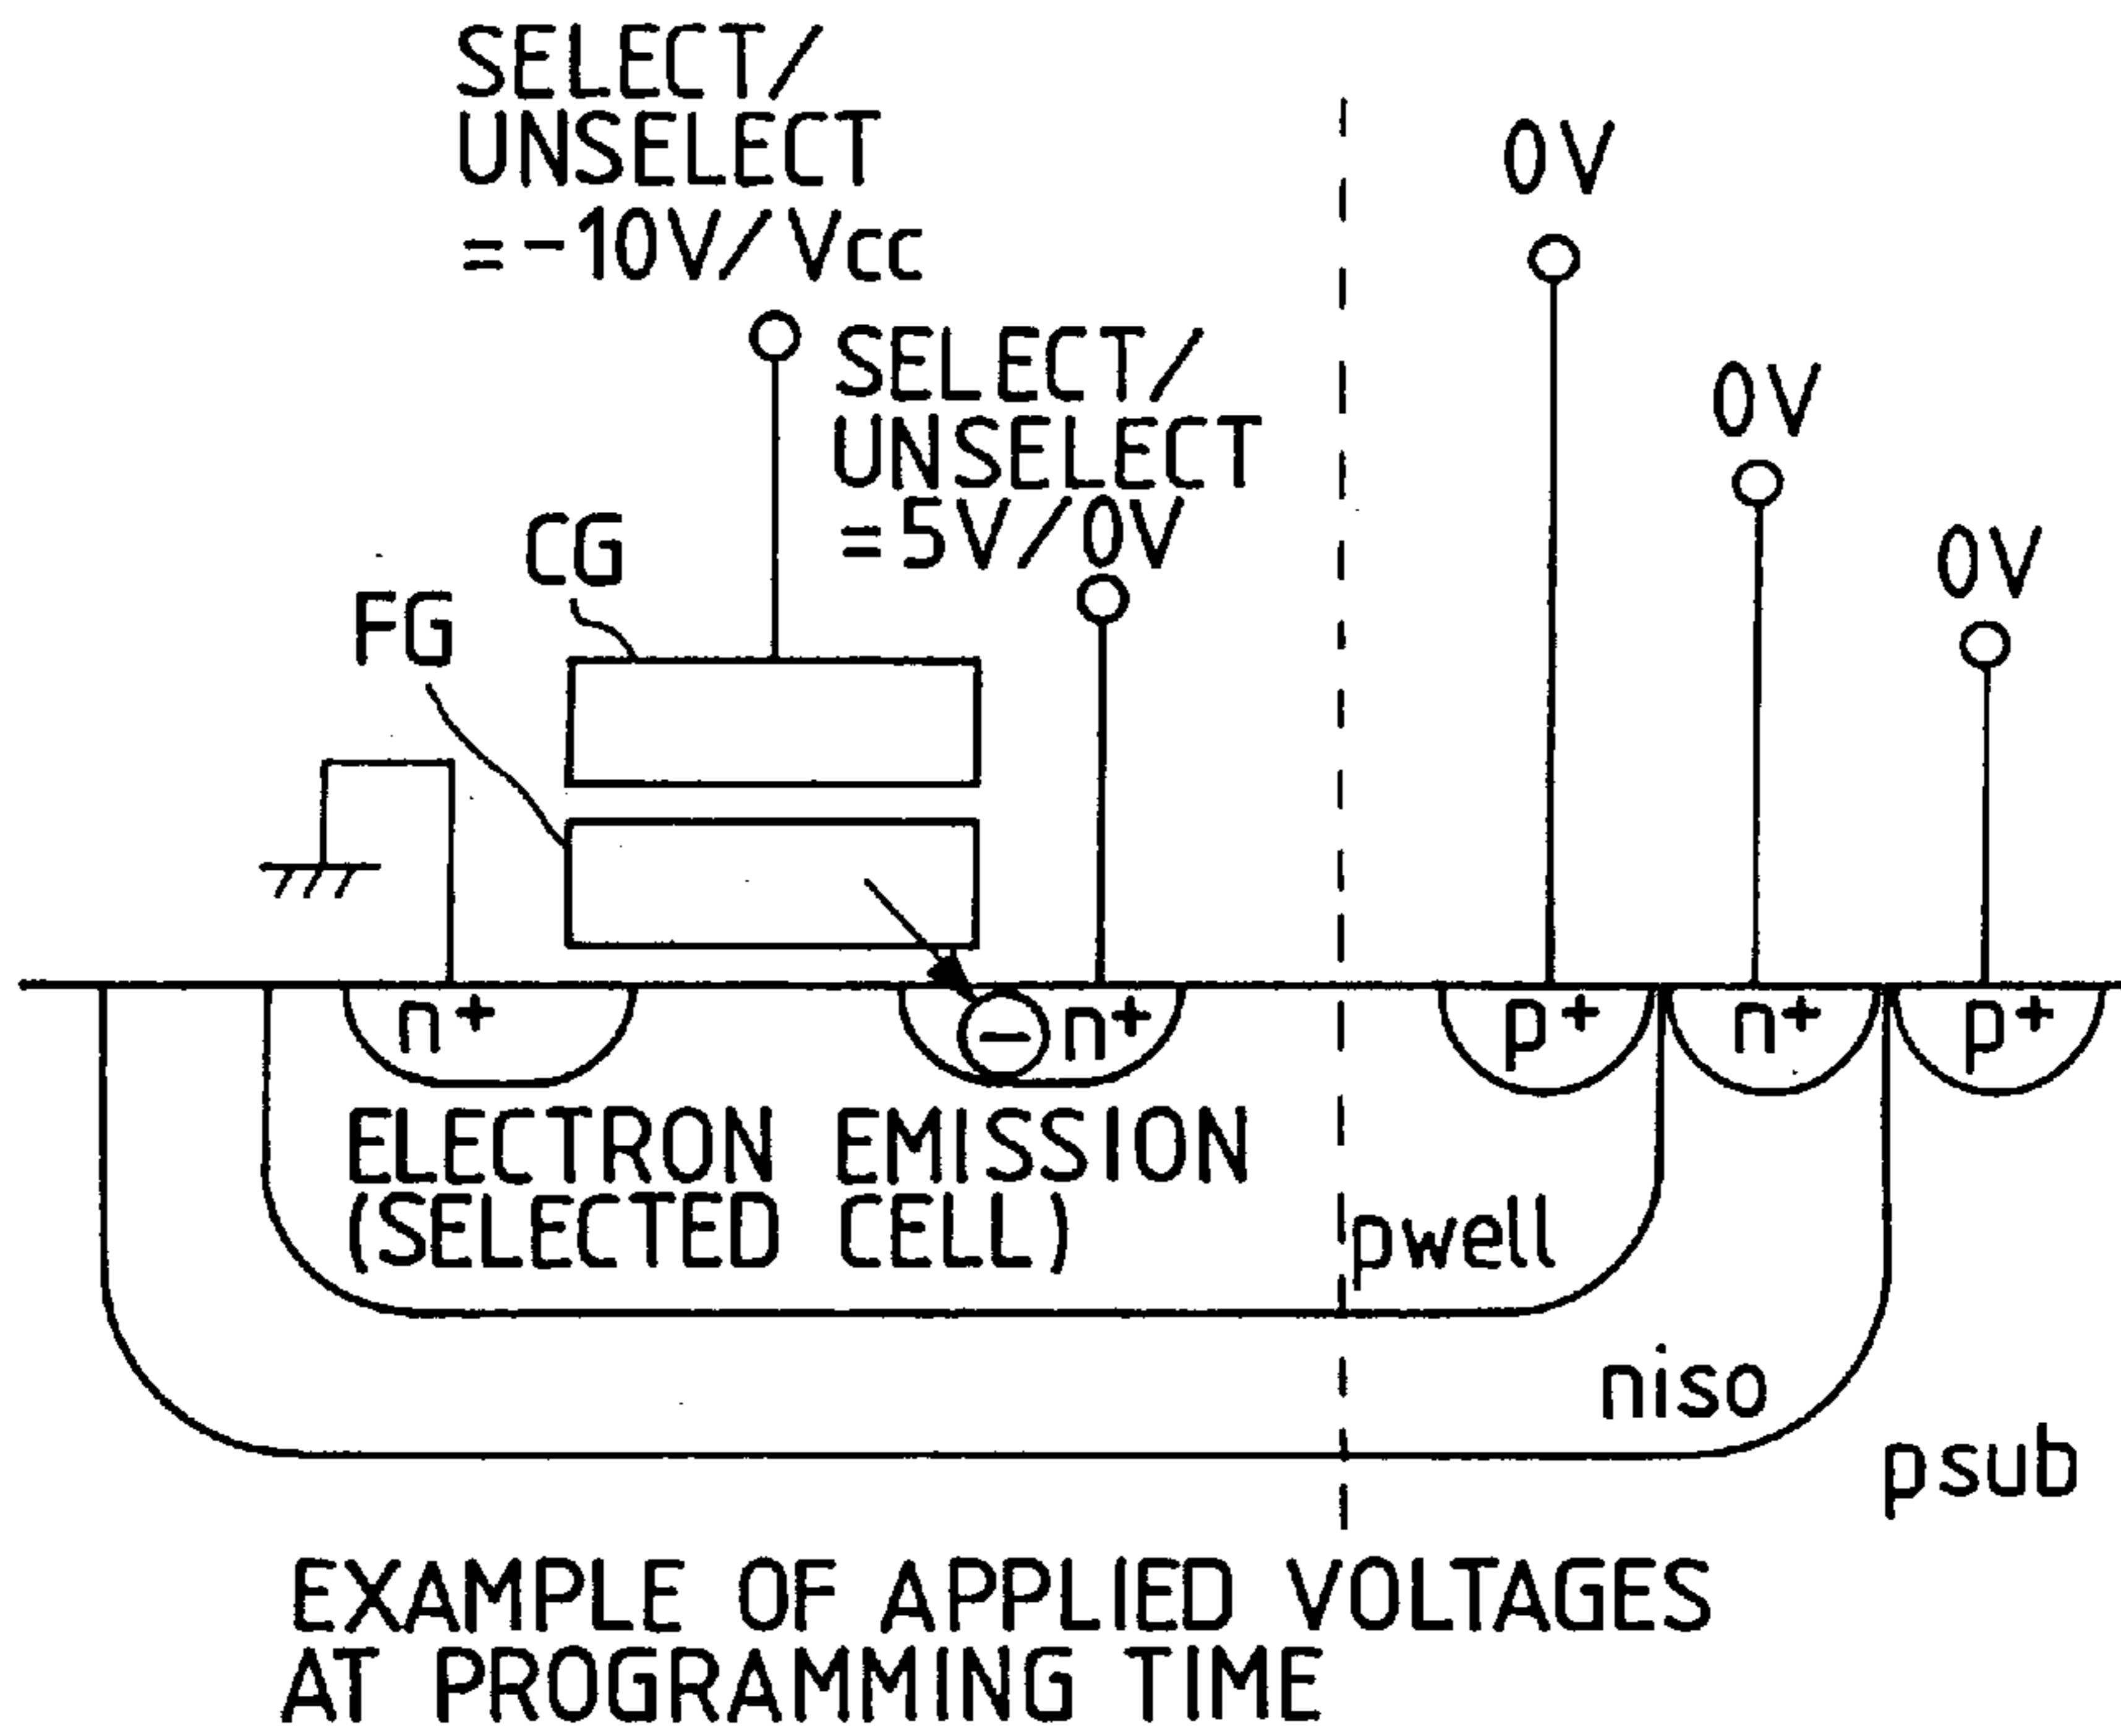 SELECT/
UNSELECT
=-10V/Vcc
SELECT/
UNSELECT
=5V/0V
0V
0V
0V
CG
FG
n+
n+
p+
n+
p+
ELECTRON EMISSION
(SELECTED CELL)
pwell
niso
psub
EXAMPLE OF APPLIED VOLTAGES
AT PROGRAMMING TIME